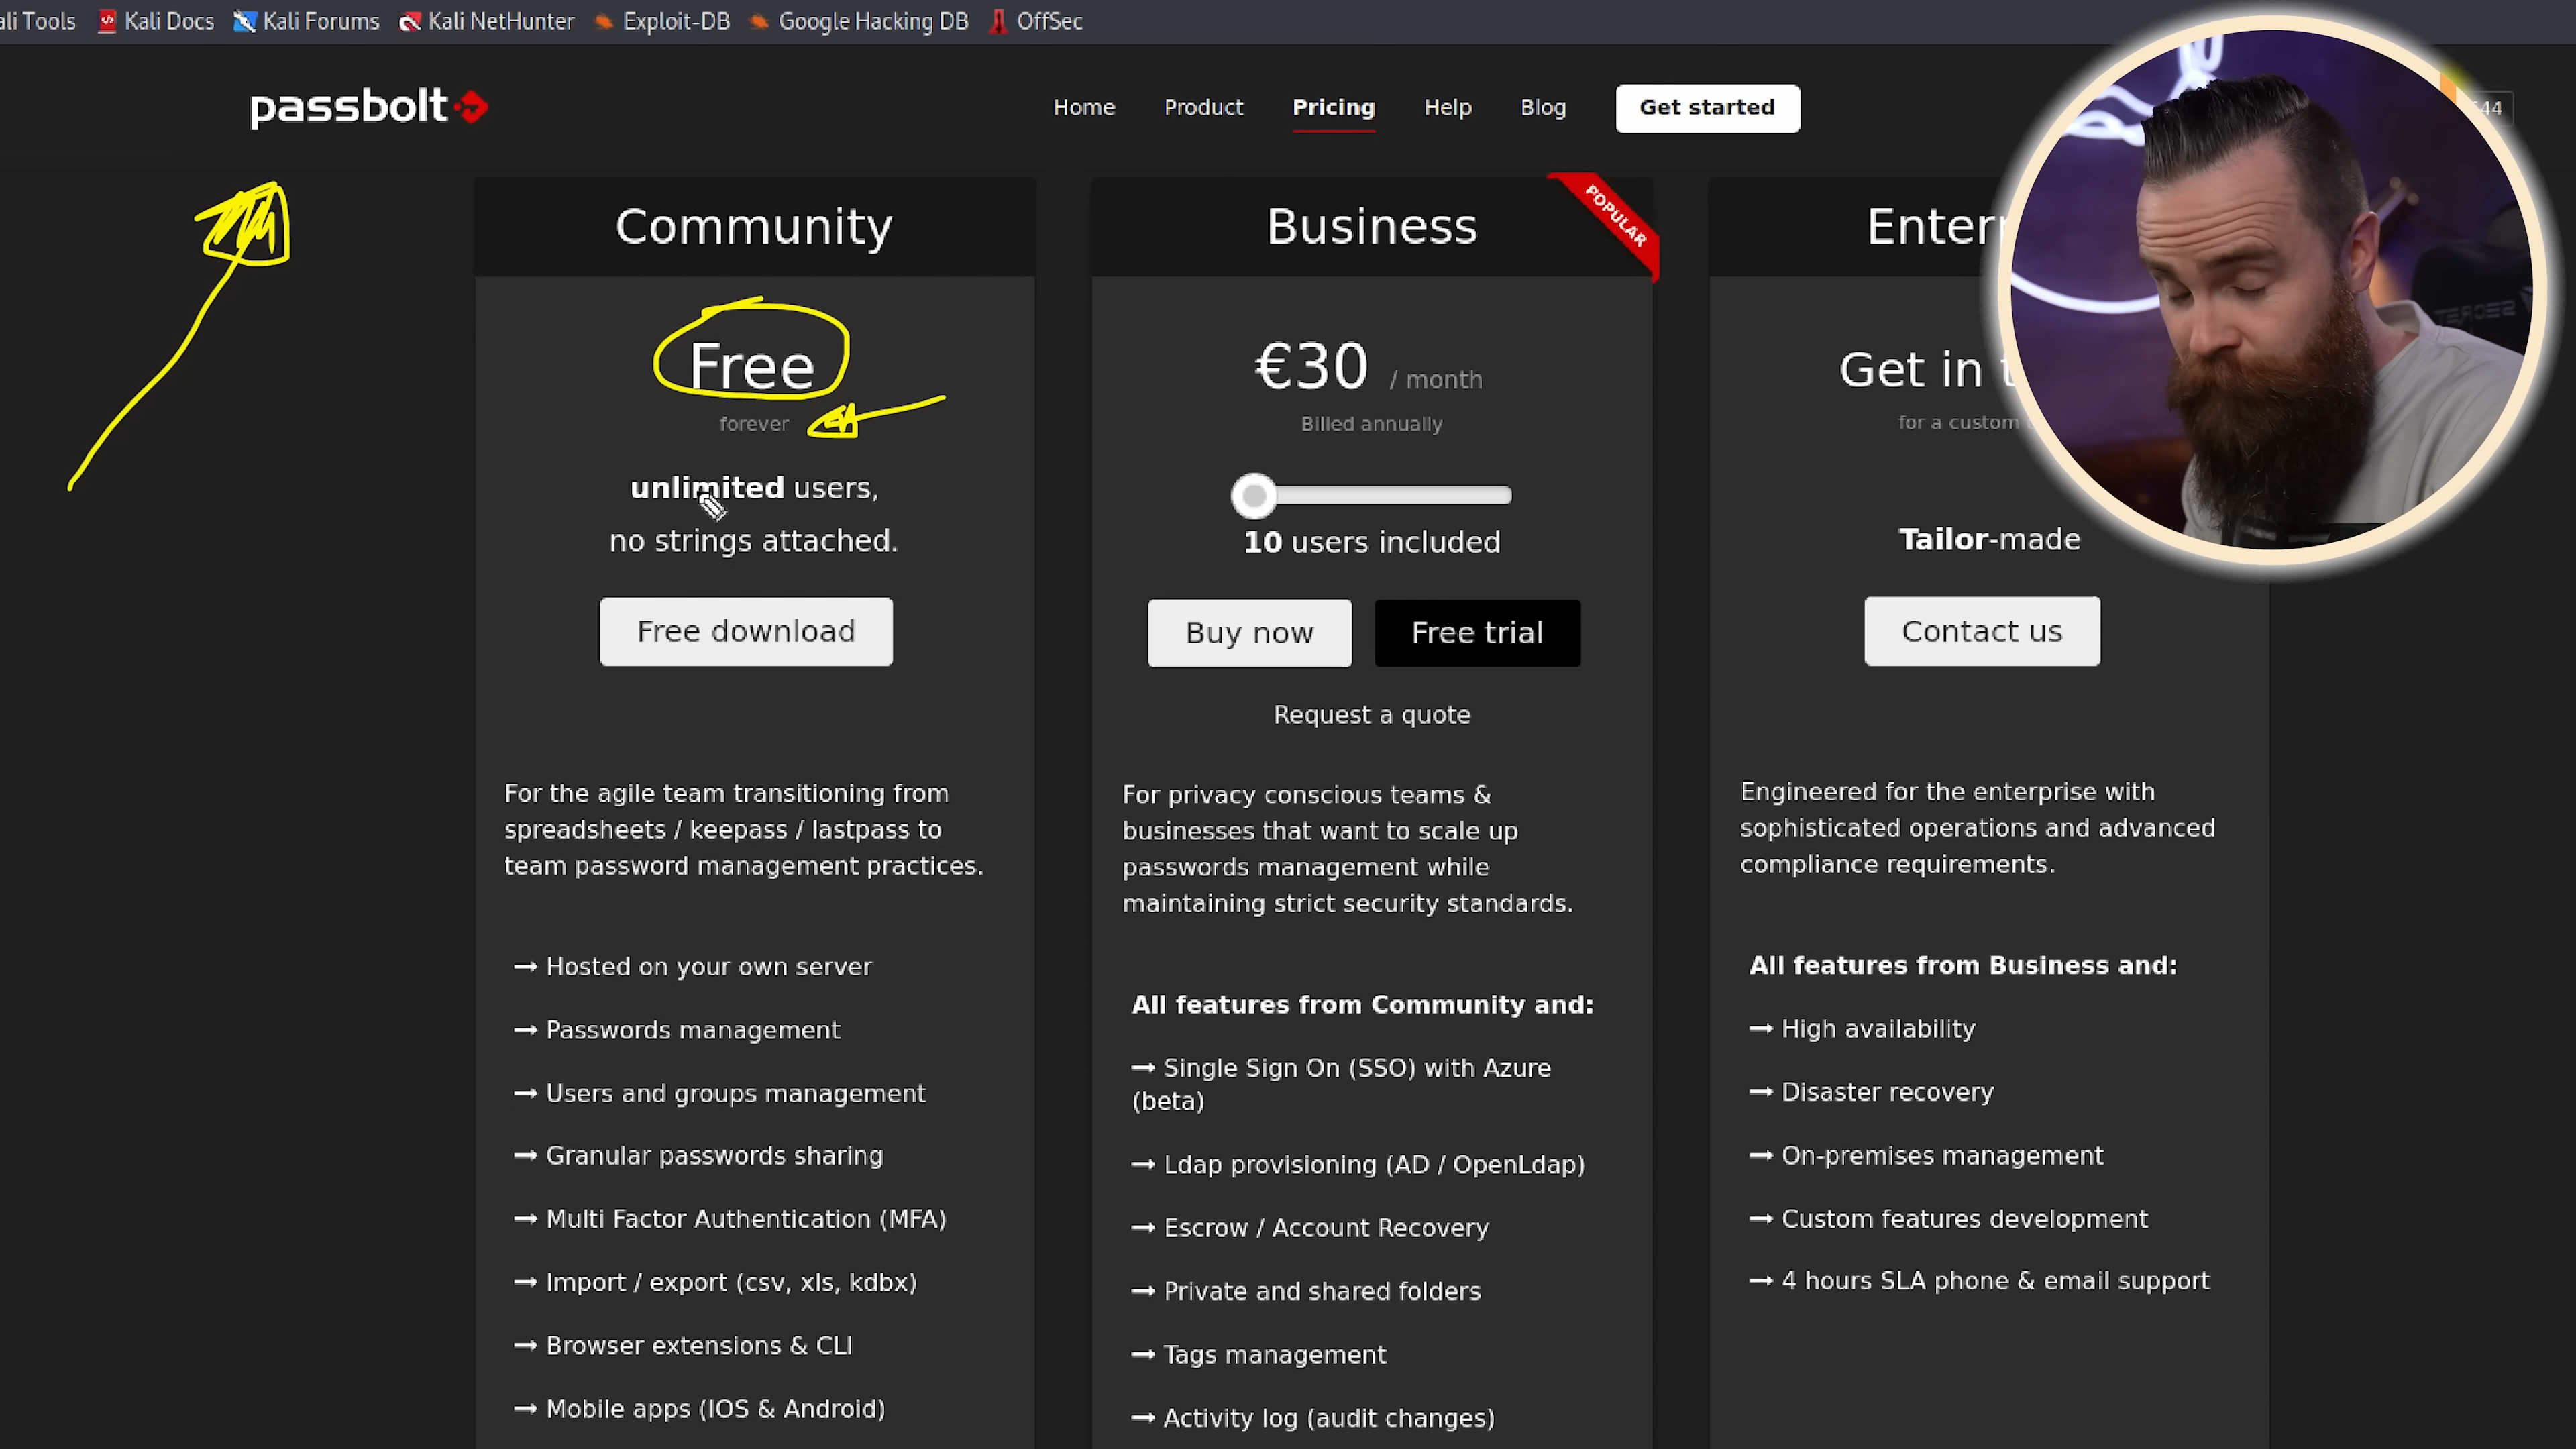 ali Tools Kali Docs Kali Forums Kali NetHunter Exploit-DB Google Hacking DB OffSec
passbolt Home Product Pricing Help Blog Get started 44
Community
Free
forever
unlimited users,
no strings attached.
Free download
For the agile team transitioning from
spreadsheets / keepass / lastpass to
team password management practices.
→ Hosted on your own server
→ Passwords management
→ Users and groups management
→ Granular passwords sharing
→ Multi Factor Authentication (MFA)
→ Import / export (csv, xls, kdbx)
→ Browser extensions & CLI
→ Mobile apps (IOS & Android)
Business
POPULAR
€30 / month
Billed annually
10 users included
Buy now Free trial
Request a quote
For privacy conscious teams &
businesses that want to scale up
passwords management while
maintaining strict security standards.
All features from Community and:
→ Single Sign On (SSO) with Azure
(beta)
→ Ldap provisioning (AD / OpenLdap)
→ Escrow / Account Recovery
→ Private and shared folders
→ Tags management
→ Activity log (audit changes)
Enter
Get in t
for a custom
Tailor-made
Contact us
Engineered for the enterprise with
sophisticated operations and advanced
compliance requirements.
All features from Business and:
→ High availability
→ Disaster recovery
→ On-premises management
→ Custom features development
→ 4 hours SLA phone & email support
SECRET